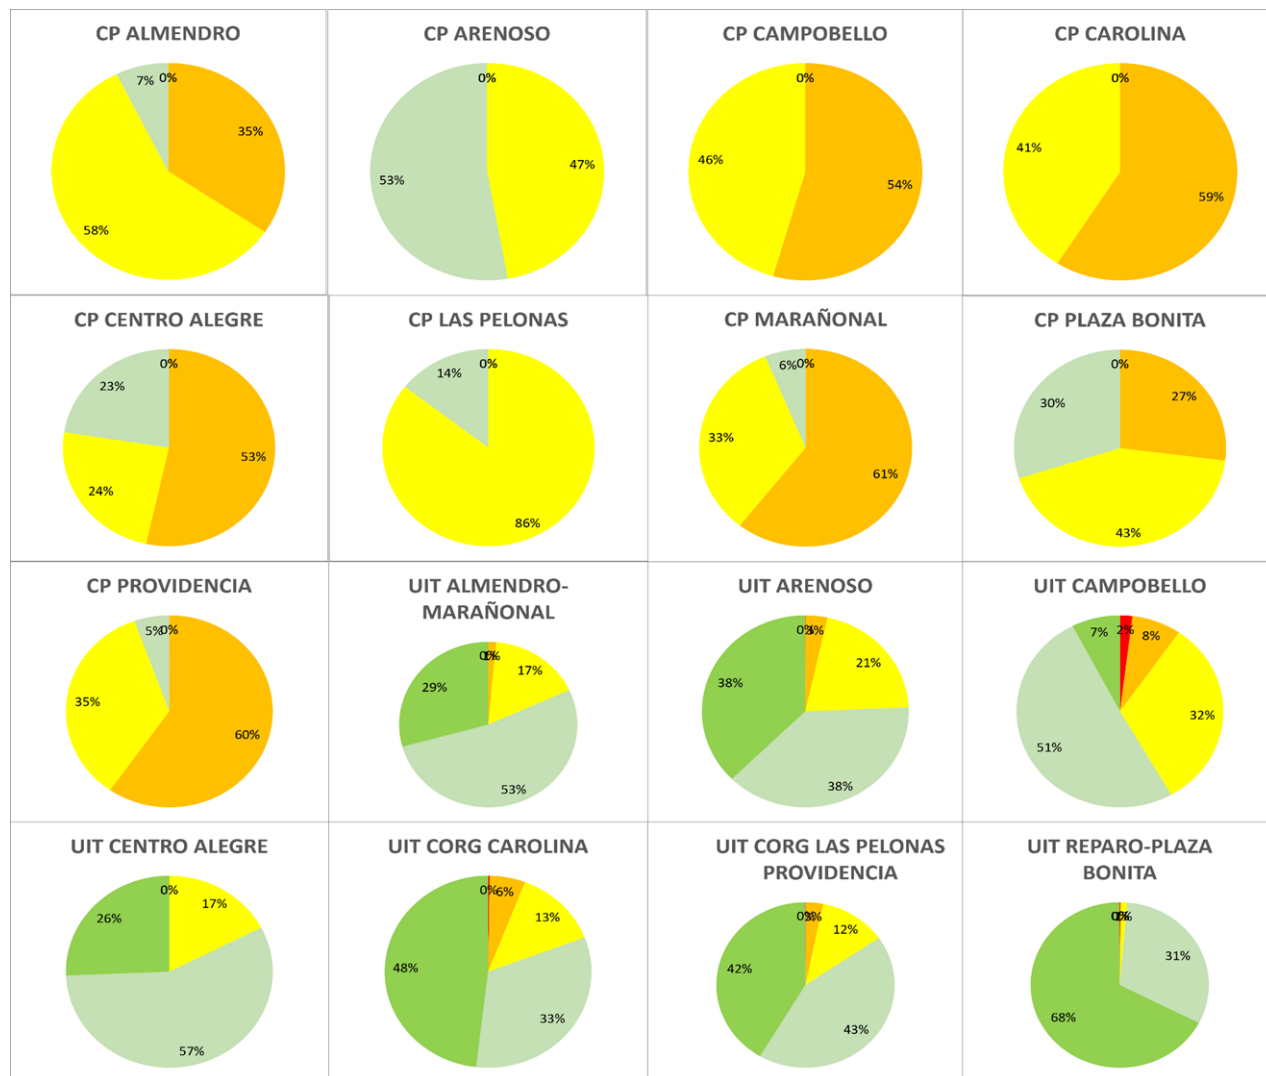 CP ALMENDRO
7% 0%
35%
58%
CP ARENOSO
0%
47%
53%
CP CAMPOBELLO
0%
46%
54%
CP CAROLINA
0%
41%
59%
CP CENTRO ALEGRE
0%
23%
53%
24%
CP LAS PELONAS
0%
14%
86%
CP MARAÑONAL
6% 0%
33%
61%
CP PLAZA BONITA
0%
27%
30%
43%
CP PROVIDENCIA
5% 0%
35%
60%
UIT ALMENDRO-
MARAÑONAL
0%
17%
29%
53%
UIT ARENOSO
0%
21%
38%
38%
UIT CAMPOBELLO
7% 2% 8%
32%
51%
UIT CENTRO ALEGRE
0%
17%
26%
57%
UIT CORG CAROLINA
0% 6%
13%
48%
33%
UIT CORG LAS PELONAS
PROVIDENCIA
0% 3%
12%
42%
43%
UIT REPARO-PLAZA
BONITA
31%
68%